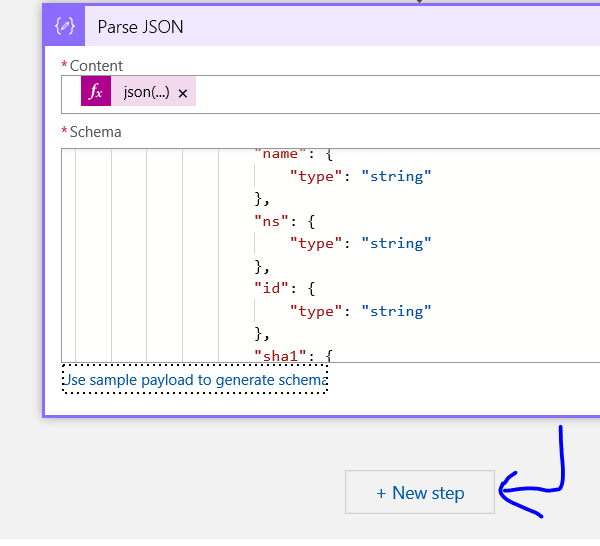 Parse JSON
*Content
fx json(...) ×
*Schema
"name": {
"type": "string"
},
"ns": {
"type": "string"
},
"id": {
"type": "string"
},
"sha1": {
Use sample payload to generate schema
+ New step